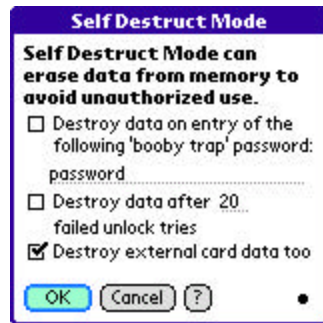 Self Destruct Mode
Self Destruct Mode can
erase data from memory to
avoid unauthorized use.
Destroy data on entry of the
following 'booby trap' password:
password
Destroy data after 20
failed unlock tries
Destroy external card data too
OK Cancel ?